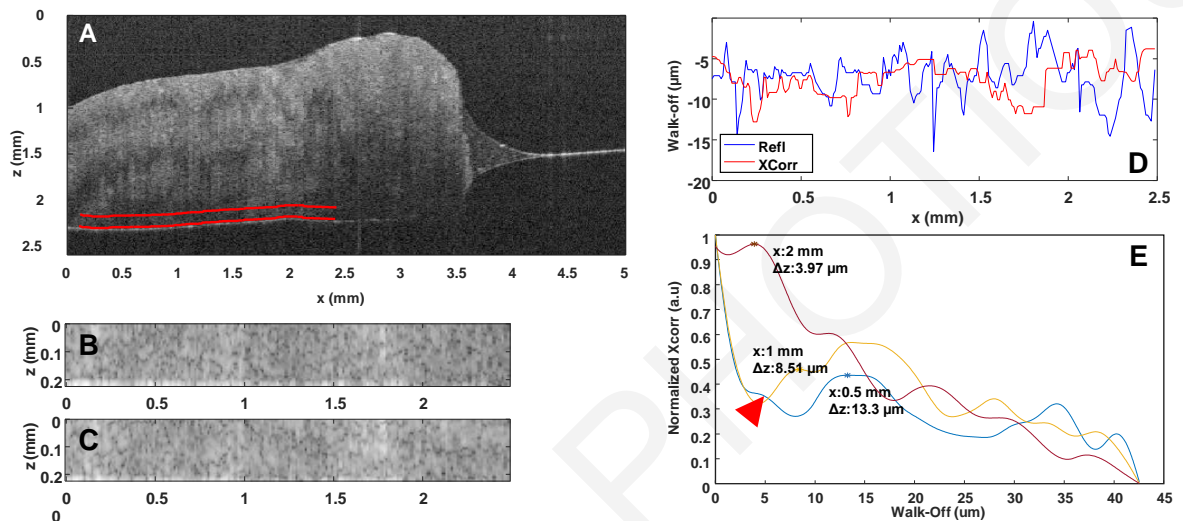 A
0
0.5
1
1.5
2
2.5
z (mm)
0 0.5 1 1.5 2 2.5 3 3.5 4 4.5 5
x (mm)
B
0
0.1
0.2
z (mm)
0 0.5 1 1.5 2
C
0
0.1
0.2
z (mm)
0 0.5 1 1.5 2
0
D
-5
-10
-15
-20
Walk-off (µm)
Refl
XCorr
0 0.5 1 1.5 2 2.5
x (mm)
E
1
0.9
0.8
0.7
0.6
0.5
0.4
0.3
0.2
0.1
0
Normalized Xcorr (a.u)
x:2 mm
Δz:3.97 µm
x:1 mm
Δz:8.51 µm
x:0.5 mm
Δz:13.3 µm
0 5 10 15 20 25 30 35 40 45
Walk-Off (um)
PHOTIC